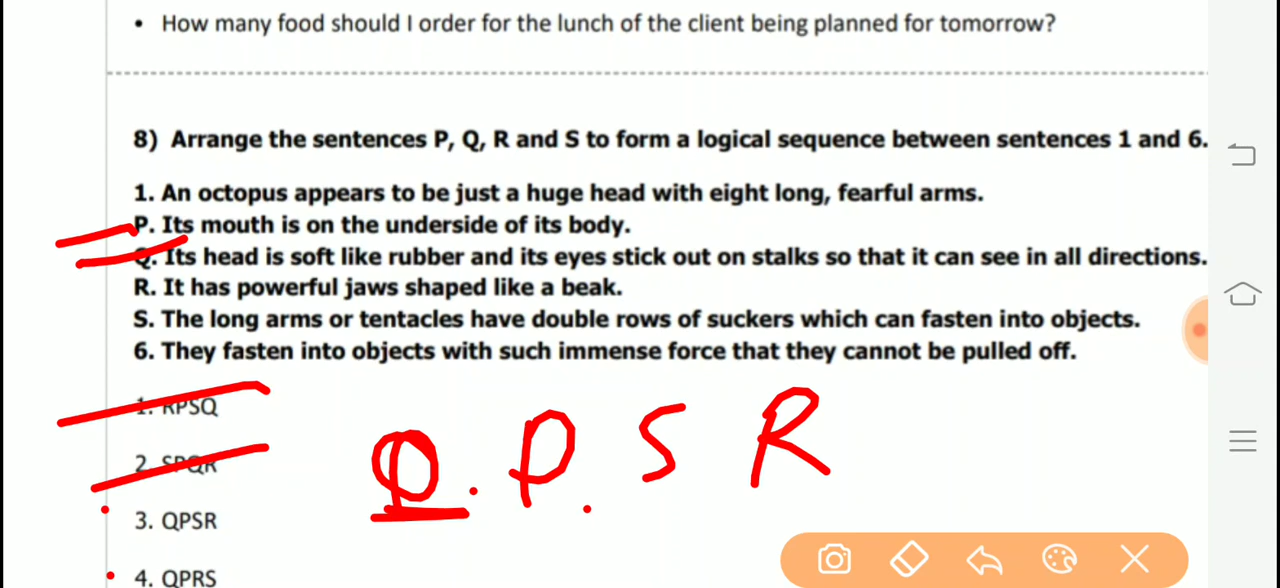 • How many food should I order for the lunch of the client being planned for tomorrow?
8) Arrange the sentences P, Q, R and S to form a logical sequence between sentences 1 and 6.
1. An octopus appears to be just a huge head with eight long, fearful arms.
P. Its mouth is on the underside of its body.
Q. Its head is soft like rubber and its eyes stick out on stalks so that it can see in all directions.
R. It has powerful jaws shaped like a beak.
S. The long arms or tentacles have double rows of suckers which can fasten into objects.
6. They fasten into objects with such immense force that they cannot be pulled off.
1. RPSQ
2. SPQR
Q. P. S R
3. QPSR
4. QPRS